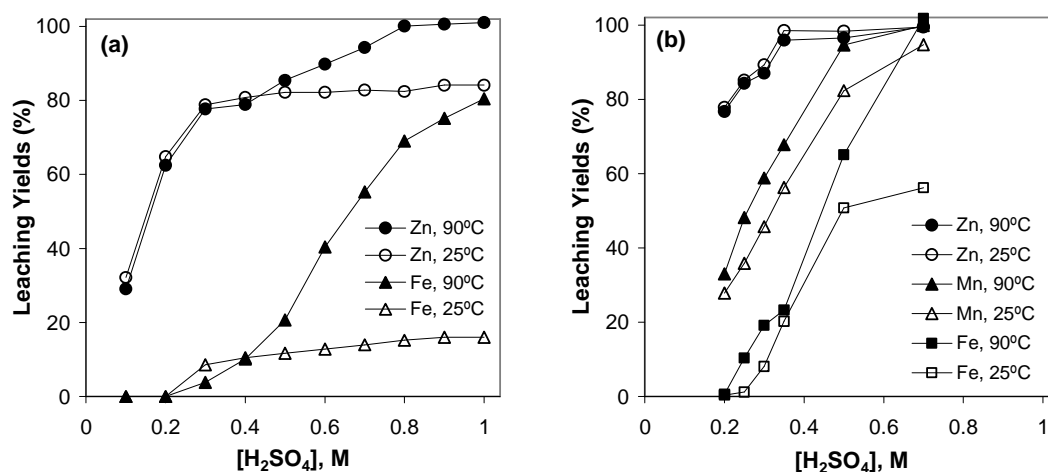 (a)
Leaching Yields (%)
100
80
60
40
20
0
Zn, 90ºC
Zn, 25ºC
Fe, 90ºC
Fe, 25ºC
0 0.2 0.4 0.6 0.8 1
[H₂SO₄], M
(b)
Leaching Yields (%)
100
80
60
40
20
0
Zn, 90ºC
Zn, 25ºC
Mn, 90ºC
Mn, 25ºC
Fe, 90ºC
Fe, 25ºC
0 0.2 0.4 0.6 0.8 1
[H₂SO₄], M